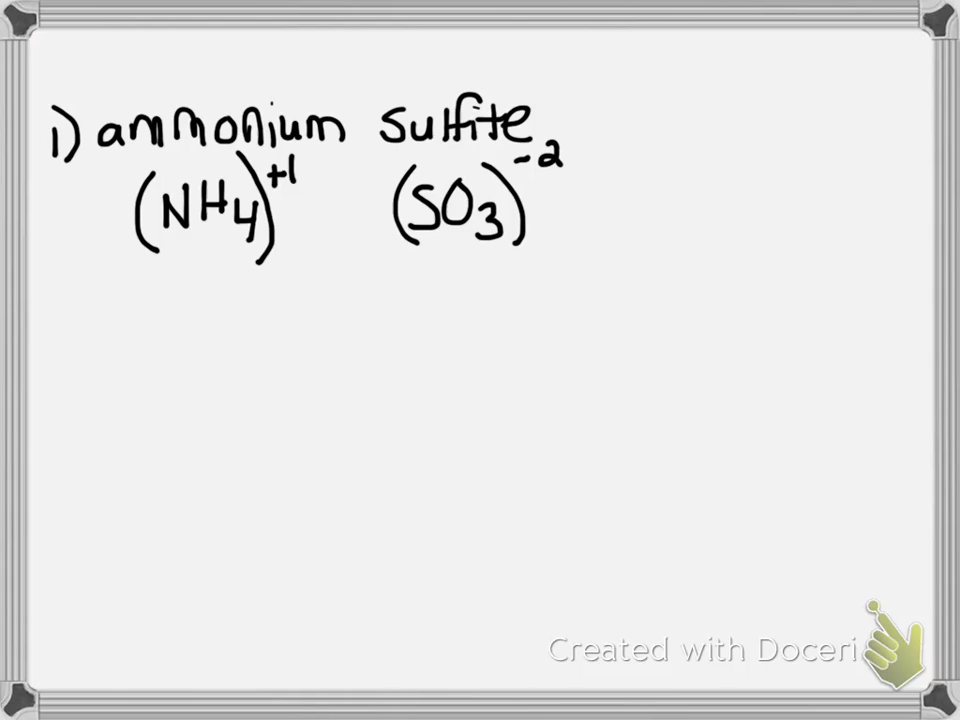 1) ammonium sulfite
(NH4)+1 (SO3)-2
Created with Doceri